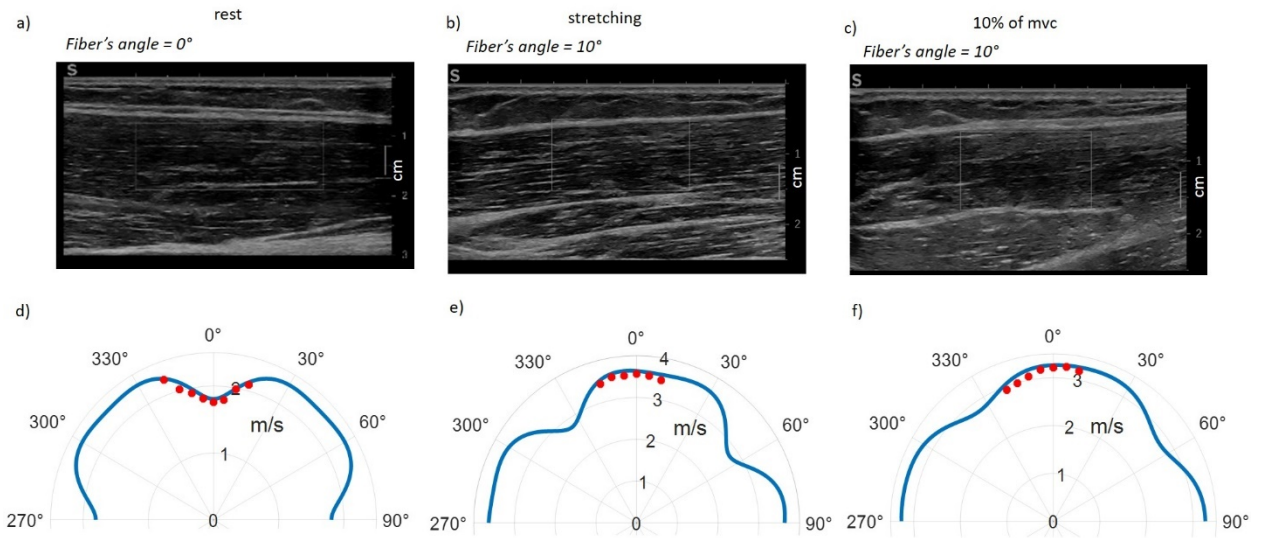 a)
rest
Fiber's angle = 0°
S
1
cm
2
3
b)
stretching
Fiber's angle = 10°
S
1
cm
2
c)
10% of mvc
Fiber's angle = 10°
S
1
cm
2
d)
0°
330°
30°
2
300°
60°
m/s
1
270°
0
90°
e)
0°
330°
4
30°
3
300°
60°
2
m/s
1
270°
0
90°
f)
0°
330°
30°
3
300°
60°
2
m/s
1
270°
0
90°